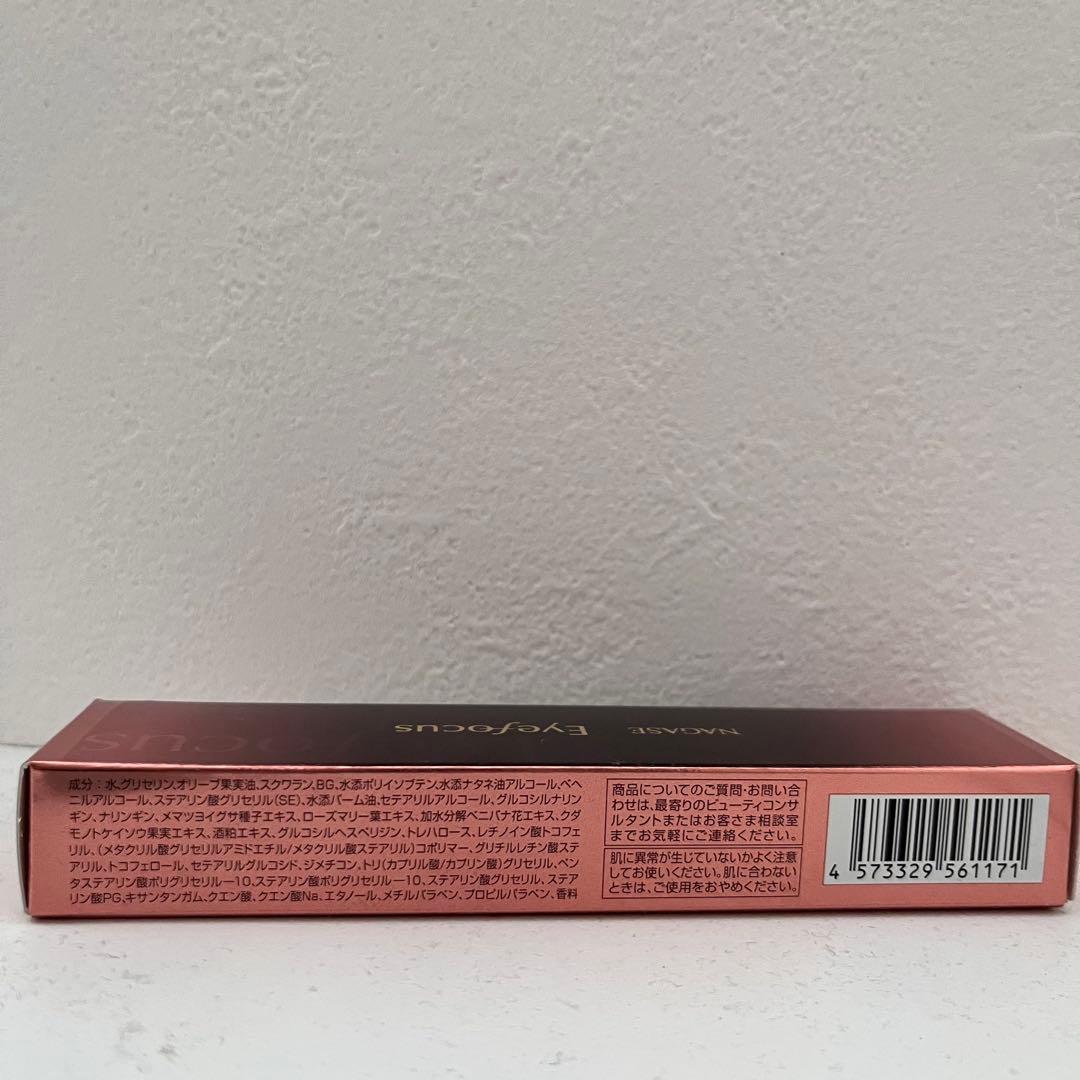 NAGASE Eyefocus
Focus
成分：水、グリセリン、オリーブ果実油、スクワラン、BG、水添ポリイソブテン、水添ナタネ油アルコール、ベヘ
ニルアルコール、ステアリン酸グリセリル(SE)、水添パーム油、セテアリルアルコール、グルコシルナリン
ギン、ナリンギン、メマツヨイグサ種子エキス、ローズマリー葉エキス、加水分解ベニバナ花エキス、クダ
モノトケイソウ果実エキス、酒粕エキス、グルコシルヘスペリジン、トレハロース、レチノイン酸トコフェ
リル、(メタクリル酸グリセリルアミドエチル/メタクリル酸ステアリル)コポリマー、グリチルレチン酸ステ
アリル、トコフェロール、セテアリルグルコシド、ジメチコン、トリ(カプリル酸/カプリン酸)グリセリル、ペン
タステアリン酸ポリグリセリル－10、ステアリン酸ポリグリセリル－10、ステアリン酸グリセリル、ステア
リン酸PG、キサンタンガム、クエン酸、クエン酸Na、エタノール、メチルパラベン、プロピルパラベン、香料
商品についてのご質問・お問い合
わせは、最寄りのビューティコンサ
ルタントまたはお客さま相談室
までお気軽にご連絡ください。
肌に異常が生じていないかよく注意
してお使いください。肌に合わない
ときは、ご使用をおやめください。
4 573329 561171